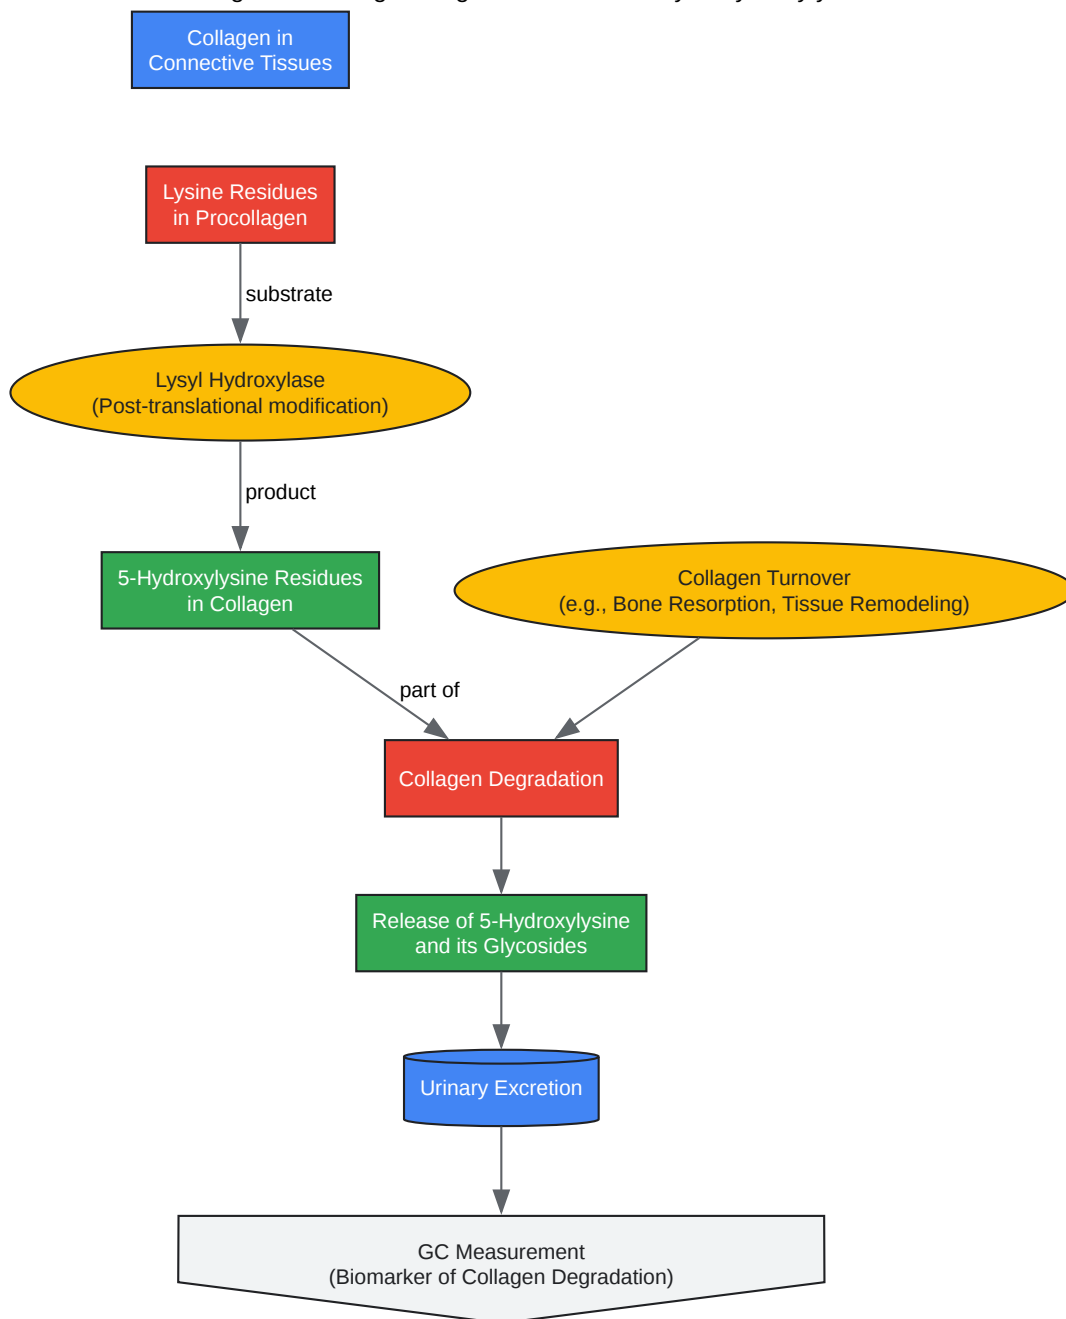 Collagen in
Connective Tissues
Lysine Residues
in Procollagen
substrate
Lysyl Hydroxylase
(Post-translational modification)
product
5-Hydroxylysine Residues
in Collagen
Collagen Turnover
(e.g., Bone Resorption, Tissue Remodeling)
part of
Collagen Degradation
Release of 5-Hydroxylysine
and its Glycosides
Urinary Excretion
GC Measurement
(Biomarker of Collagen Degradation)